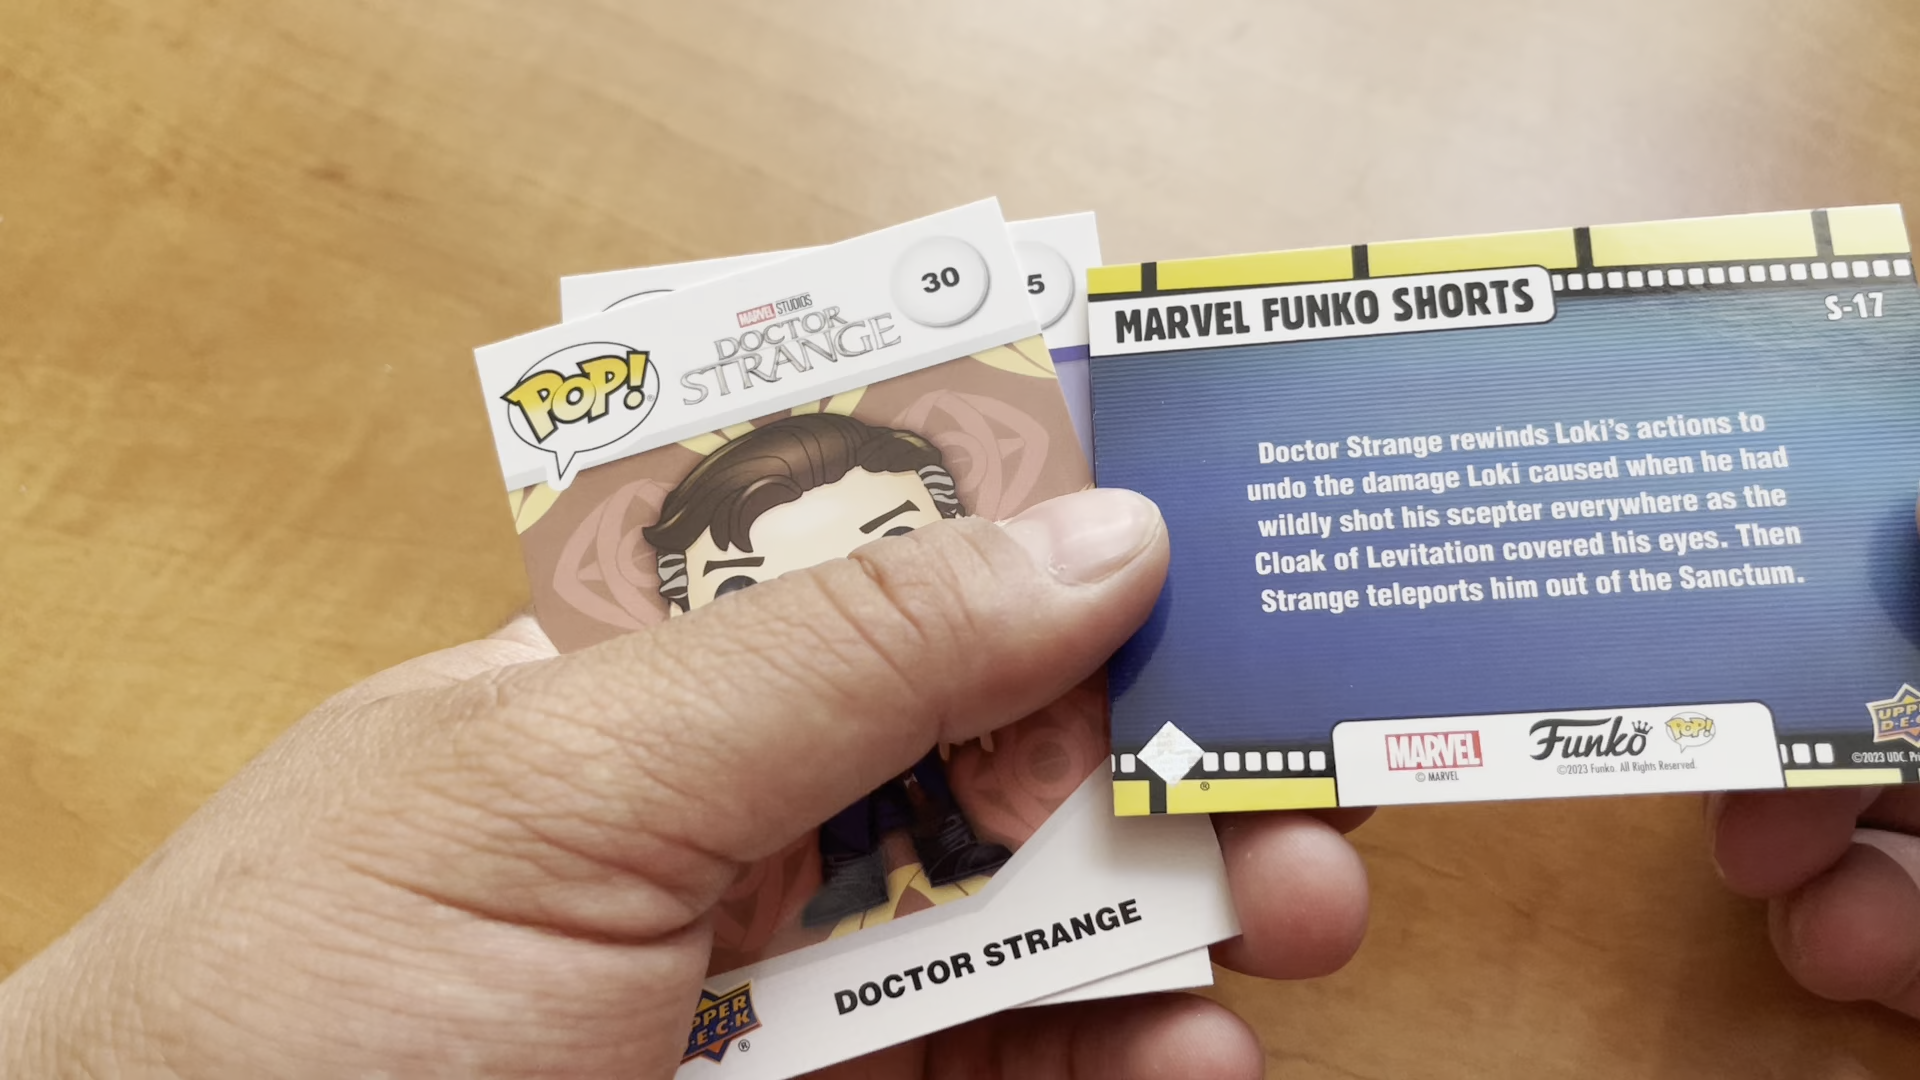 30
5
MARVEL STUDIOS
DOCTOR
STRANGE
POP!
DOCTOR STRANGE
MARVEL FUNKO SHORTS
S-17
Doctor Strange rewinds Loki's actions to
undo the damage Loki caused when he had
wildly shot his scepter everywhere as the
Cloak of Levitation covered his eyes. Then
Strange teleports him out of the Sanctum.
MARVEL
© MARVEL
Funko POP!
©2023 Funko. All Rights Reserved.
©2023 UDC.
®
®